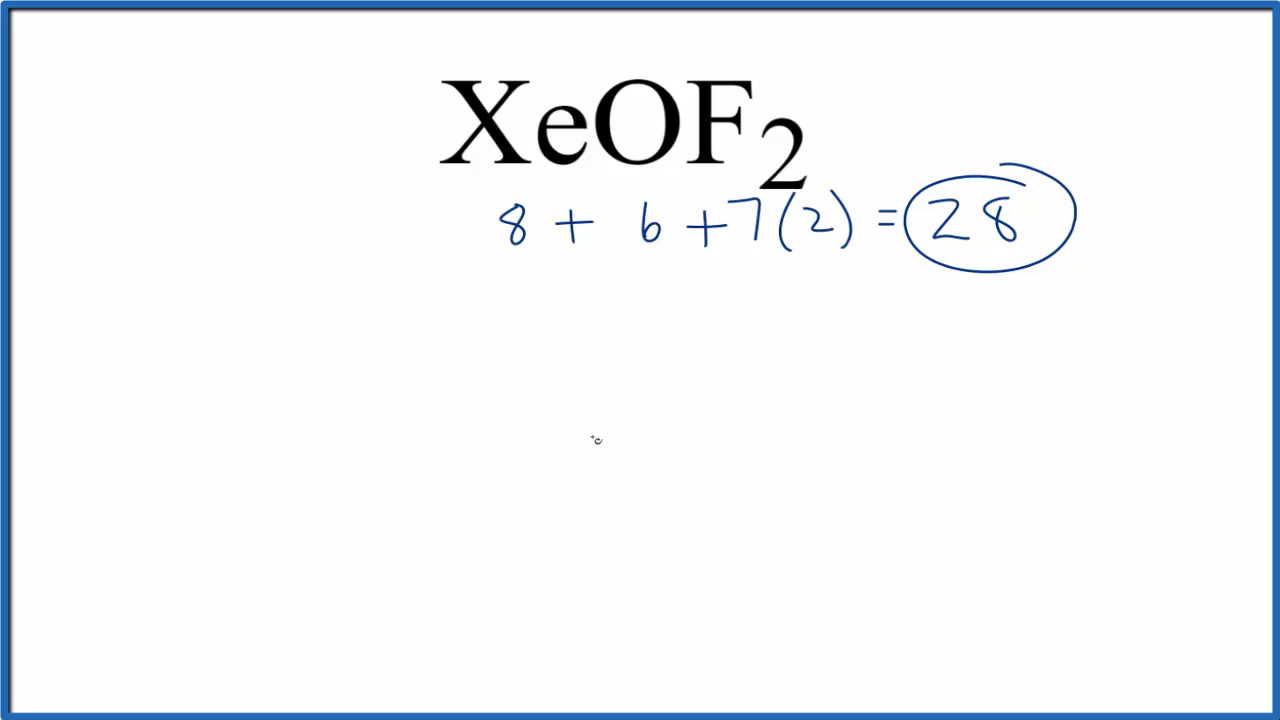 XeOF₂
8 + 6 + 7(2) = 28